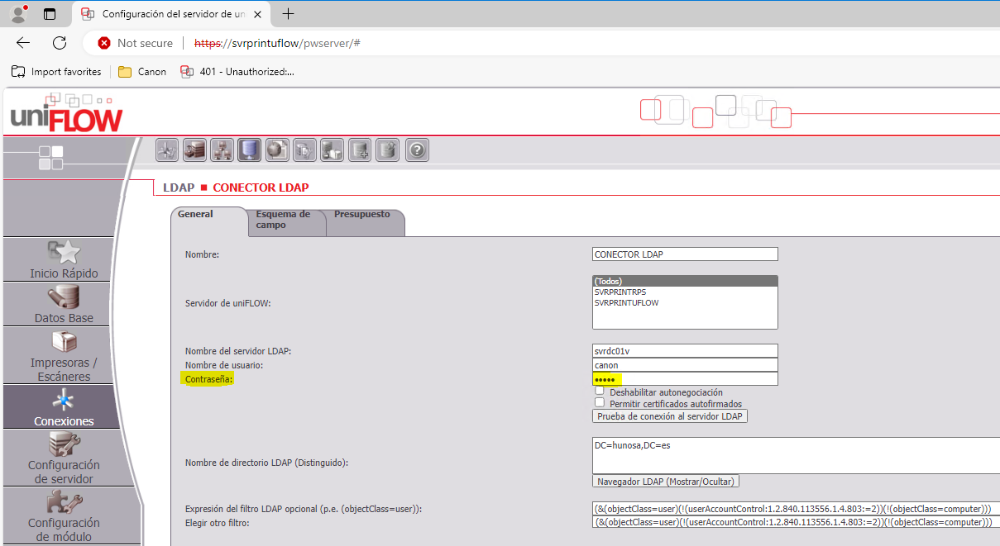 Configuración del servidor de un
Not secure https://svrprintuflow/pwserver/#
Import favorites Canon 401 - Unauthorized:...
uniFLOW
LDAP CONECTOR LDAP
General Esquema de campo Presupuesto
Inicio Rápido
Datos Base
Impresoras /
Escáneres
Conexiones
Configuración
de servidor
Configuración
de módulo
Nombre: CONECTOR LDAP
Servidor de uniFLOW: (Todos)
SVRPRINTRPS
SVRPRINTUFLOW
Nombre del servidor LDAP: svrdc01v
Nombre de usuario: canon
Contraseña: •••••
Deshabilitar autonegociación
Permitir certificados autofirmados
Prueba de conexión al servidor LDAP
Nombre de directorio LDAP (Distinguido): DC=hunosa,DC=es
Navegador LDAP (Mostrar/Ocultar)
Expresión del filtro LDAP opcional (p.e. (objectClass=user)): (&(objectClass=user)(!(userAccountControl:1.2.840.113556.1.4.803:=2))(!(objectClass=computer)))
Elegir otro filtro: (&(objectClass=user)(!(userAccountControl:1.2.840.113556.1.4.803:=2))(!(objectClass=computer)))